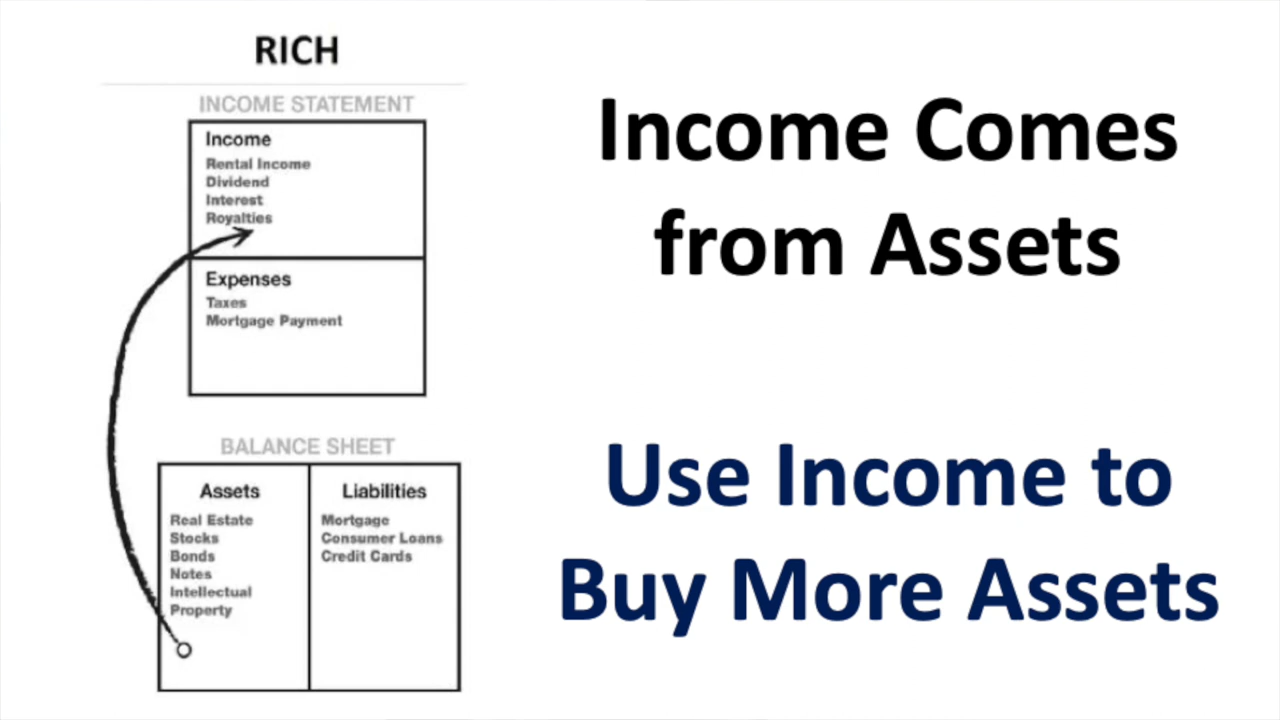 RICH
INCOME STATEMENT
Income
Rental Income
Dividend
Interest
Royalties
Expenses
Taxes
Mortgage Payment
BALANCE SHEET
Assets
Real Estate
Stocks
Bonds
Notes
Intellectual
Property
Liabilities
Mortgage
Consumer Loans
Credit Cards
Income Comes
from Assets
Use Income to
Buy More Assets